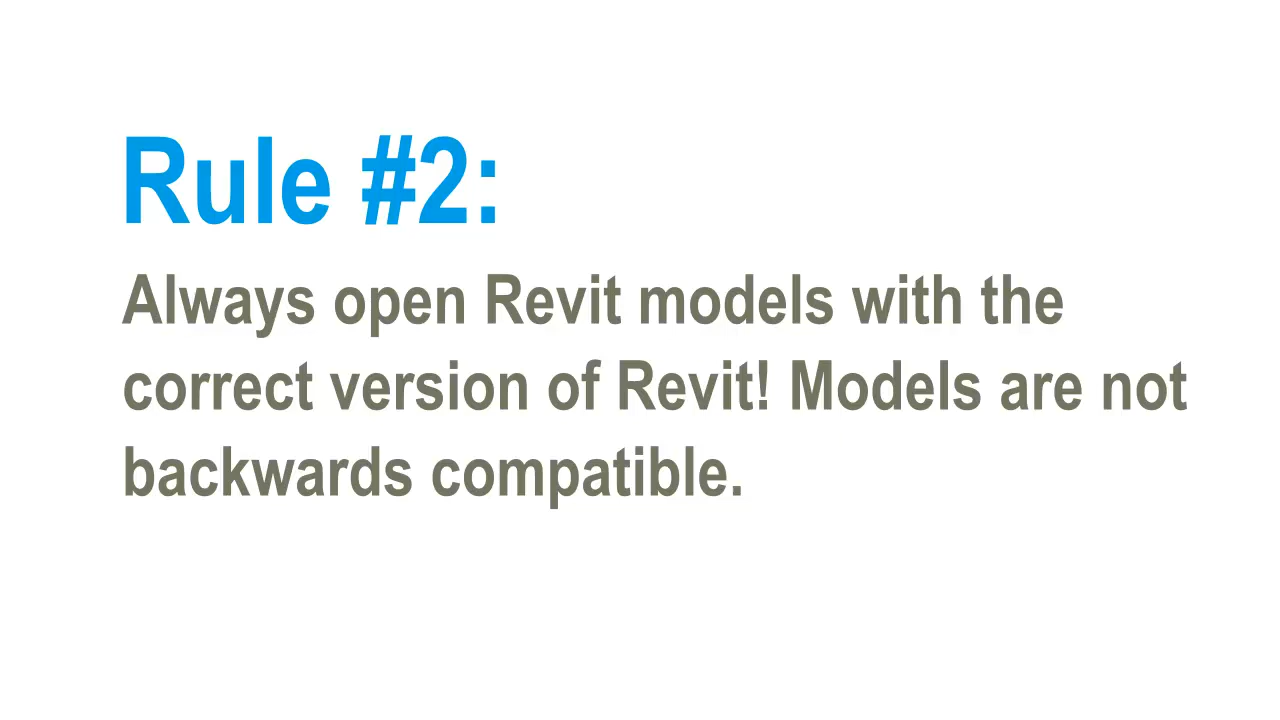 Rule #2:
Always open Revit models with the
correct version of Revit! Models are not
backwards compatible.